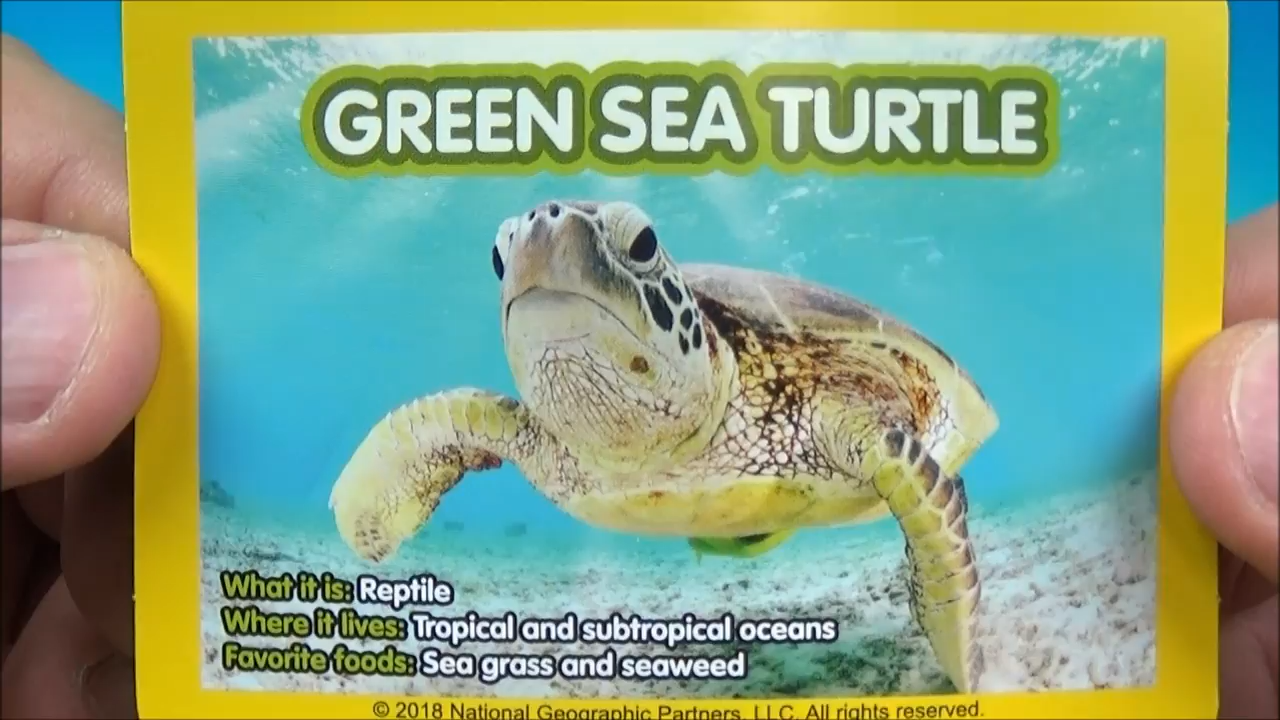 GREEN SEA TURTLE
What it is: Reptile
Where it lives: Tropical and subtropical oceans
Favorite foods: Sea grass and seaweed
© 2018 National Geographic Partners, LLC. All rights reserved.